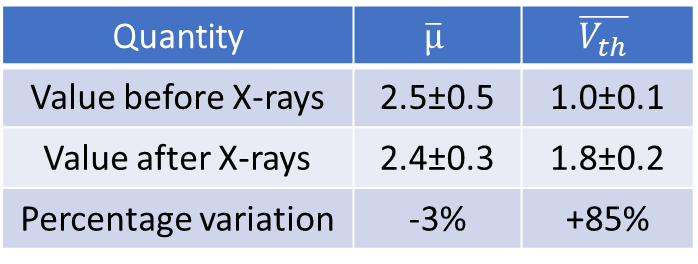 Quantity μ̅ V̅t̅h̅
Value before X-rays 2.5±0.5 1.0±0.1
Value after X-rays 2.4±0.3 1.8±0.2
Percentage variation -3% +85%